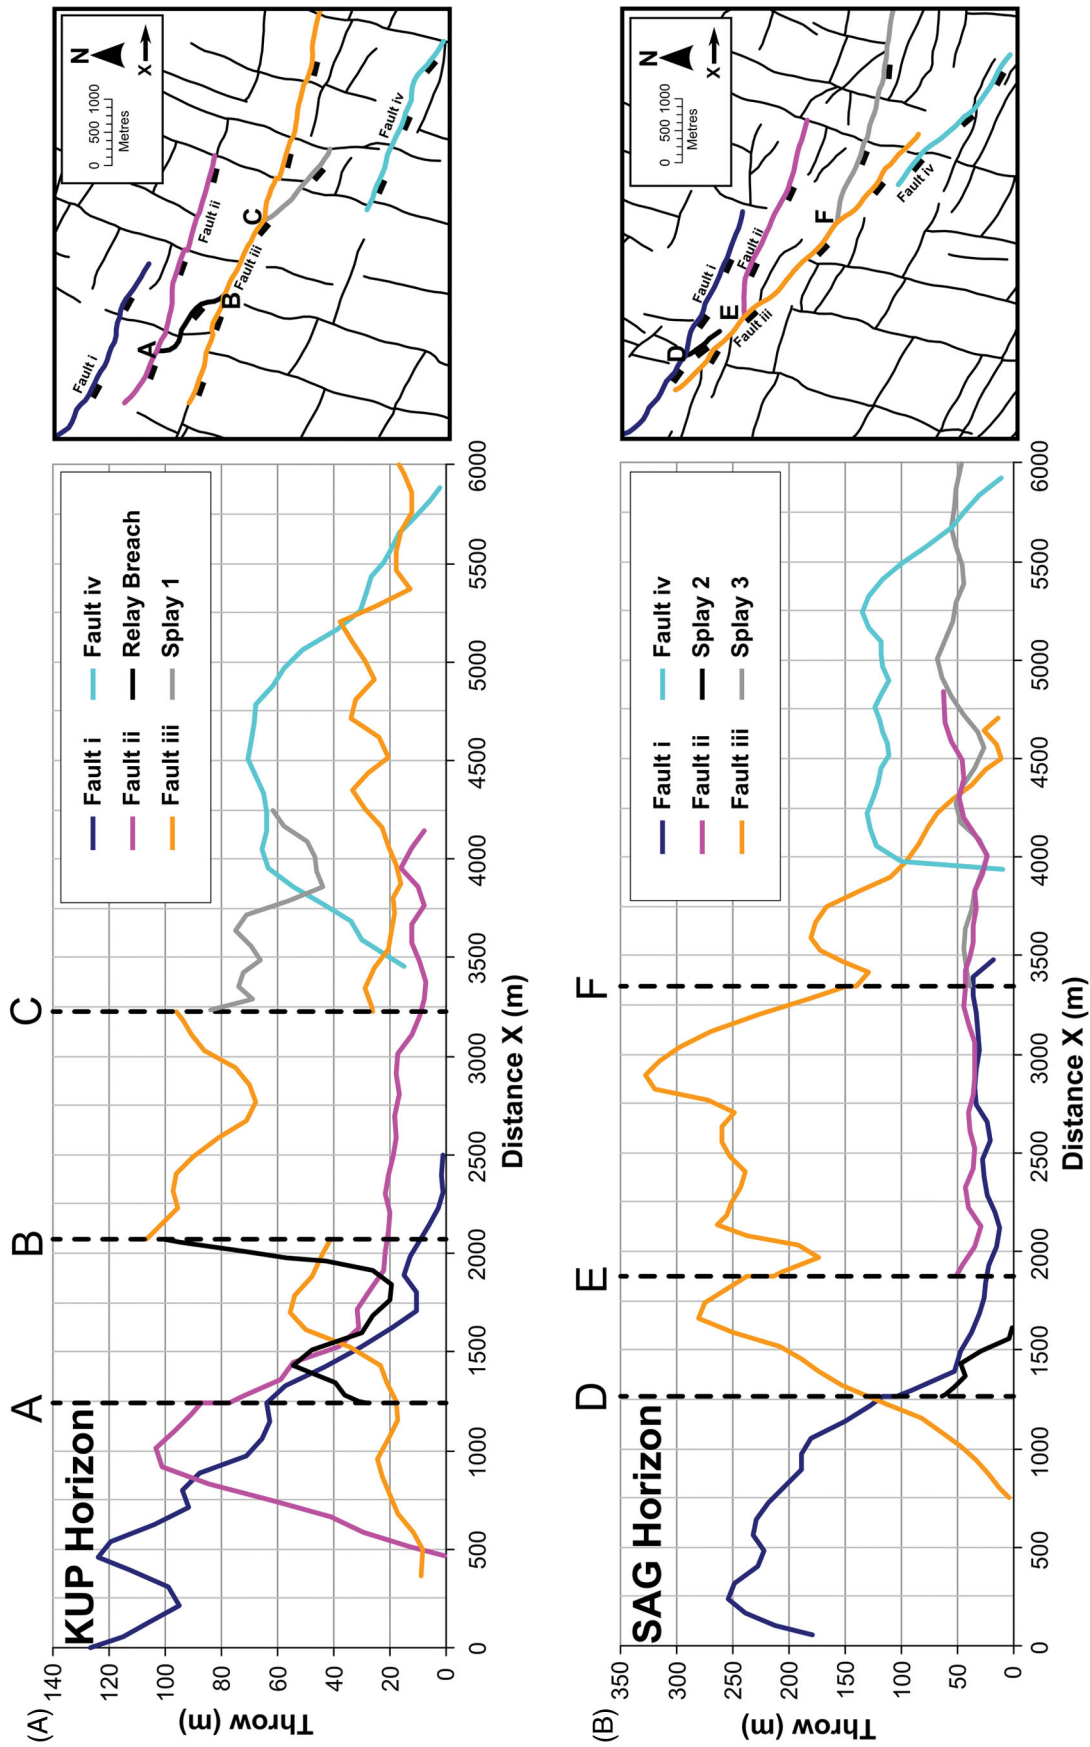 (A)
KUP Horizon
A
B
C
Throw (m)
140
120
100
80
60
40
20
0
0
500
1000
1500
2000
2500
3000
3500
4000
4500
5000
5500
6000
Distance X (m)
Fault i
Fault ii
Fault iii
Fault iv
Relay Breach
Splay 1
N
X
0 500 1000
Metres
Fault i
Fault ii
Fault iii
Fault iv
A
B
C
(B)
SAG Horizon
D
E
F
Throw (m)
350
300
250
200
150
100
50
0
0
500
1000
1500
2000
2500
3000
3500
4000
4500
5000
5500
6000
Distance X (m)
Fault i
Fault ii
Fault iii
Fault iv
Splay 2
Splay 3
N
X
0 500 1000
Metres
Fault i
Fault ii
Fault iii
Fault iv
D
E
F